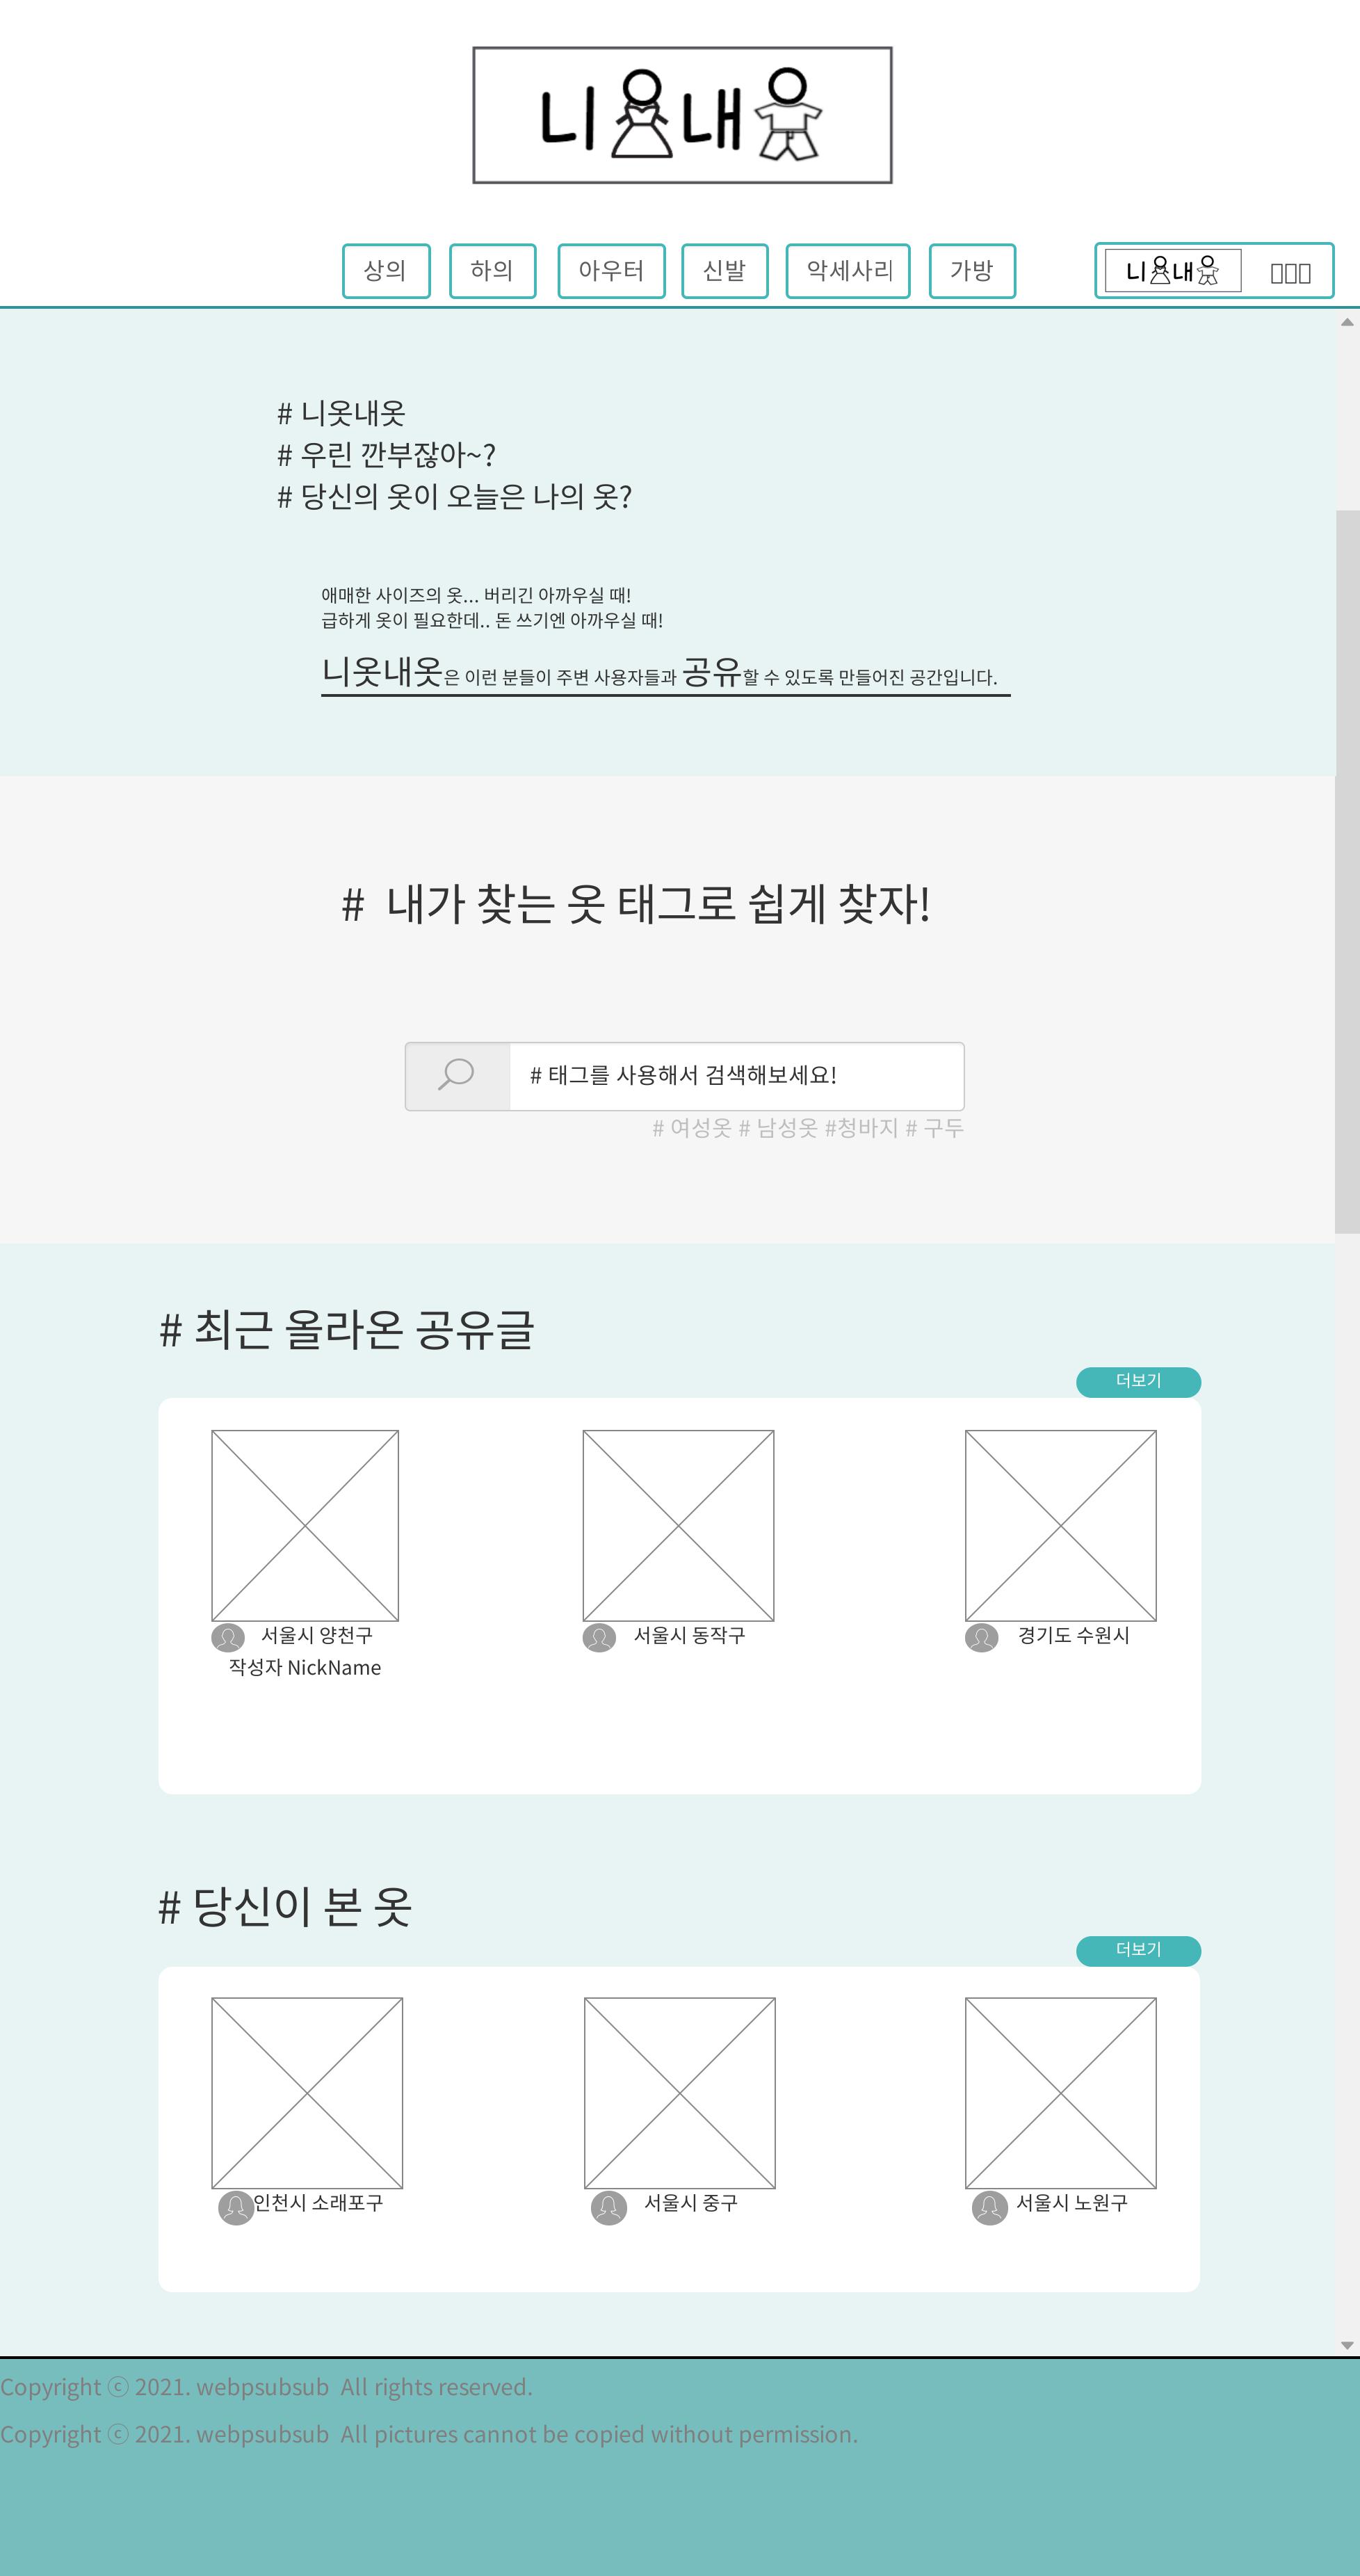 니옷내옷
상의 하의 아우터 신발 악세사리 가방 니옷내옷
# 니옷내옷
# 우린 깐부잖아~?
# 당신의 옷이 오늘은 나의 옷?
애매한 사이즈의 옷... 버리긴 아까우실 때!
급하게 옷이 필요한데.. 돈 쓰기엔 아까우실 때!
니옷내옷은 이런 분들이 주변 사용자들과 공유할 수 있도록 만들어진 공간입니다.
# 내가 찾는 옷 태그로 쉽게 찾자!
# 태그를 사용해서 검색해보세요!
# 여성옷 # 남성옷 #청바지 # 구두
# 최근 올라온 공유글
더보기
서울시 양천구 서울시 동작구 경기도 수원시
작성자 NickName
# 당신이 본 옷
더보기
인천시 소래포구 서울시 중구 서울시 노원구
Copyright ⓒ 2021. webpsubsub All rights reserved.
Copyright ⓒ 2021. webpsubsub All pictures cannot be copied without permission.